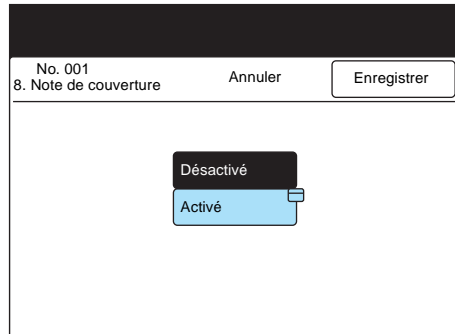 No. 001
8. Note de couverture
Annuler
Enregistrer
Désactivé
Activé